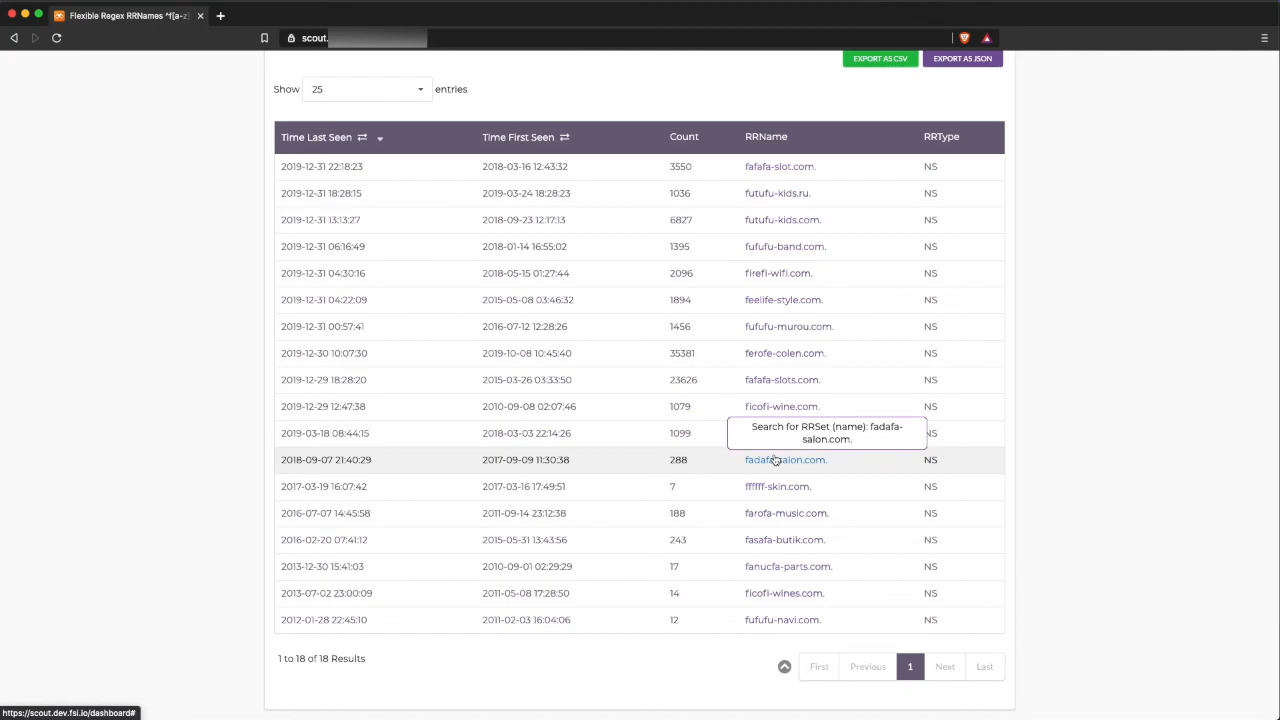 Flexible Regex RRNames ^f[a-z]
scout.
EXPORT AS CSV EXPORT AS JSON
Show 25 entries
Time Last Seen Time First Seen Count RRName RRType
2019-12-31 22:18:23 2018-03-16 12:43:32 3550 fafafa-slot.com. NS
2019-12-31 18:28:15 2019-03-24 18:28:23 1036 futufu-kids.ru. NS
2019-12-31 13:13:27 2018-09-23 12:17:13 6827 futufu-kids.com. NS
2019-12-31 06:16:49 2018-01-14 16:55:02 1395 fufufu-band.com. NS
2019-12-31 04:30:16 2018-05-15 01:27:44 2096 firefi-wifi.com. NS
2019-12-31 04:22:09 2015-05-08 03:46:32 1894 feelife-style.com. NS
2019-12-31 00:57:41 2016-07-12 12:28:26 1456 fufufu-murou.com. NS
2019-12-30 10:07:30 2019-10-08 10:45:40 35381 ferofe-colen.com. NS
2019-12-29 18:28:20 2015-03-26 03:33:50 23626 fafafa-slots.com. NS
2019-12-29 12:47:38 2010-09-08 02:07:46 1079 ficofi-wine.com. NS
Search for RRSet (name): fadafa-
salon.com.
2019-03-18 08:44:15 2018-03-03 22:14:26 1099 NS
2018-09-07 21:40:29 2017-09-09 11:30:38 288 fadafa-salon.com. NS
2017-03-19 16:07:42 2017-03-16 17:49:51 7 ffffff-skin.com. NS
2016-07-07 14:45:58 2011-09-14 23:12:38 188 farofa-music.com. NS
2016-02-20 07:41:12 2015-05-31 13:43:56 243 fasafa-butik.com. NS
2013-12-30 15:41:03 2010-09-01 02:29:29 17 fanucfa-parts.com. NS
2013-07-02 23:00:09 2011-05-08 17:28:50 14 ficofi-wines.com. NS
2012-01-28 22:45:10 2011-02-03 16:04:06 12 fufufu-navi.com. NS
1 to 18 of 18 Results
First Previous 1 Next Last
https://scout.dev.fsi.io/dashboard#